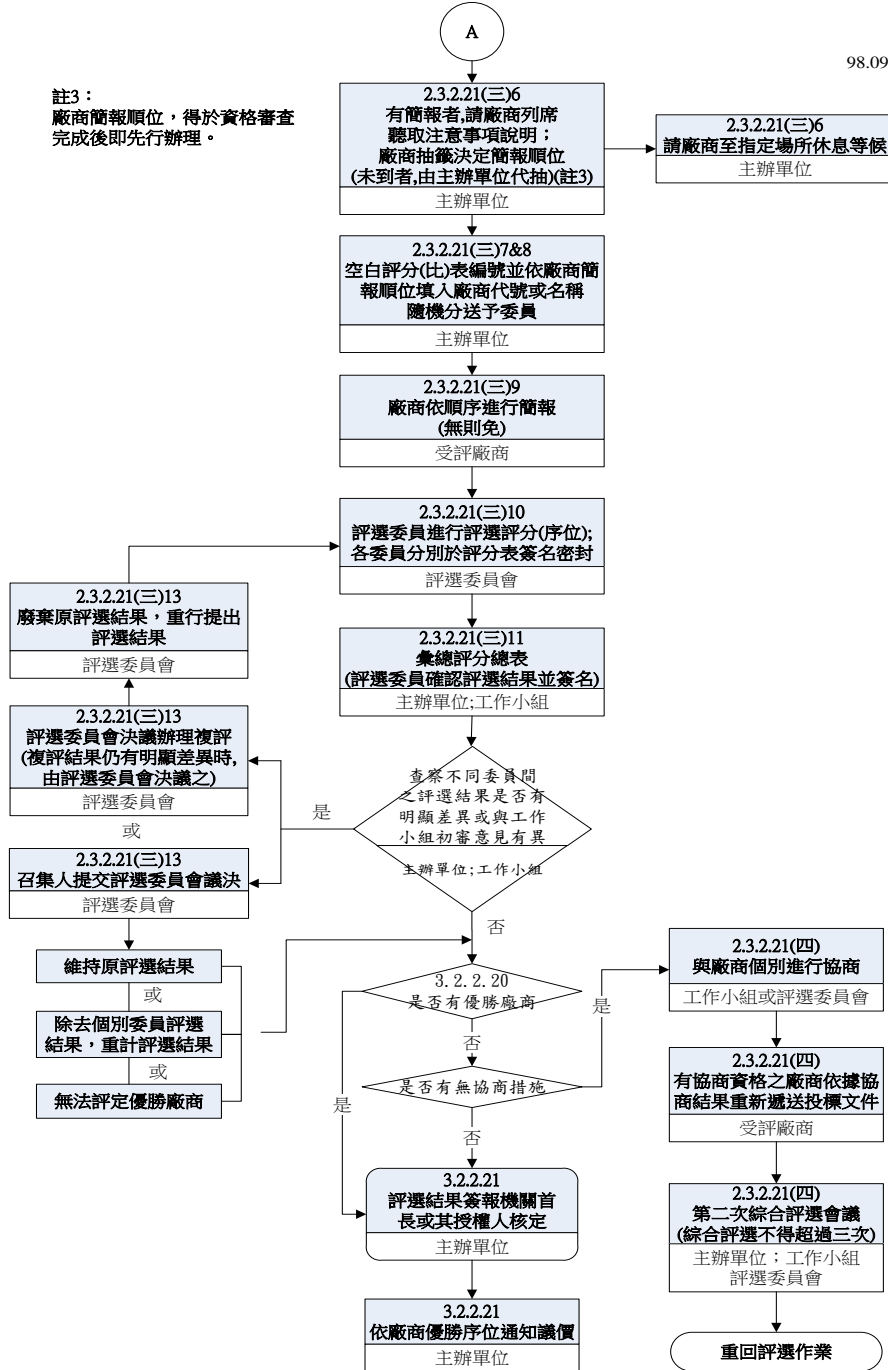 A
98.09
註3：
廠商簡報順位，得於資格審查
完成後即先行辦理。
2.3.2.21(三)6
有簡報者,請廠商列席
聽取注意事項說明；
廠商抽籤決定簡報順位
(未到者,由主辦單位代抽)(註3)
主辦單位
2.3.2.21(三)6
請廠商至指定場所休息等候
主辦單位
2.3.2.21(三)7&8
空白評分(比)表編號並依廠商簡
報順位填入廠商代號或名稱
隨機分送予委員
主辦單位
2.3.2.21(三)9
廠商依順序進行簡報
(無則免)
受評廠商
2.3.2.21(三)10
評選委員進行評選評分(序位);
各委員分別於評分表簽名密封
評選委員會
2.3.2.21(三)13
廢棄原評選結果，重行提出
評選結果
評選委員會
2.3.2.21(三)11
彙總評分總表
(評選委員確認評選結果並簽名)
主辦單位;工作小組
2.3.2.21(三)13
評選委員會決議辦理複評
(複評結果仍有明顯差異時,
由評選委員會決議之)
評選委員會
或
是
查察不同委員間
之評選結果是否有
明顯差異或與工作
小組初審意見有異
主辦單位;工作小組
2.3.2.21(三)13
召集人提交評選委員會議決
評選委員會
否
維持原評選結果
或
除去個別委員評選
結果，重計評選結果
或
無法評定優勝廠商
3.2.2.20
是否有優勝廠商
是
否
是否有無協商措施
是
否
2.3.2.21(四)
與廠商個別進行協商
工作小組或評選委員會
2.3.2.21(四)
有協商資格之廠商依據協
商結果重新遞送投標文件
受評廠商
3.2.2.21
評選結果簽報機關首
長或其授權人核定
主辦單位
2.3.2.21(四)
第二次綜合評選會議
(綜合評選不得超過三次)
主辦單位；工作小組
評選委員會
3.2.2.21
依廠商優勝序位通知議價
主辦單位
重回評選作業